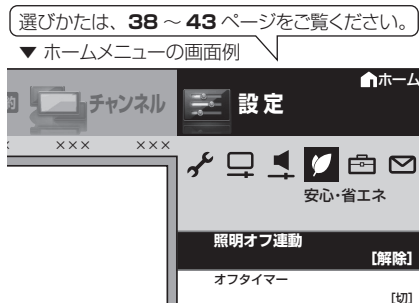 選びかたは、38 ～ 43 ページをご覧ください。
▼ ホームメニューの画面例
ホーム
的
チャンネル
設定
××× ×××
安心・省エネ
照明オフ連動
[解除]
オフタイマー
[切]